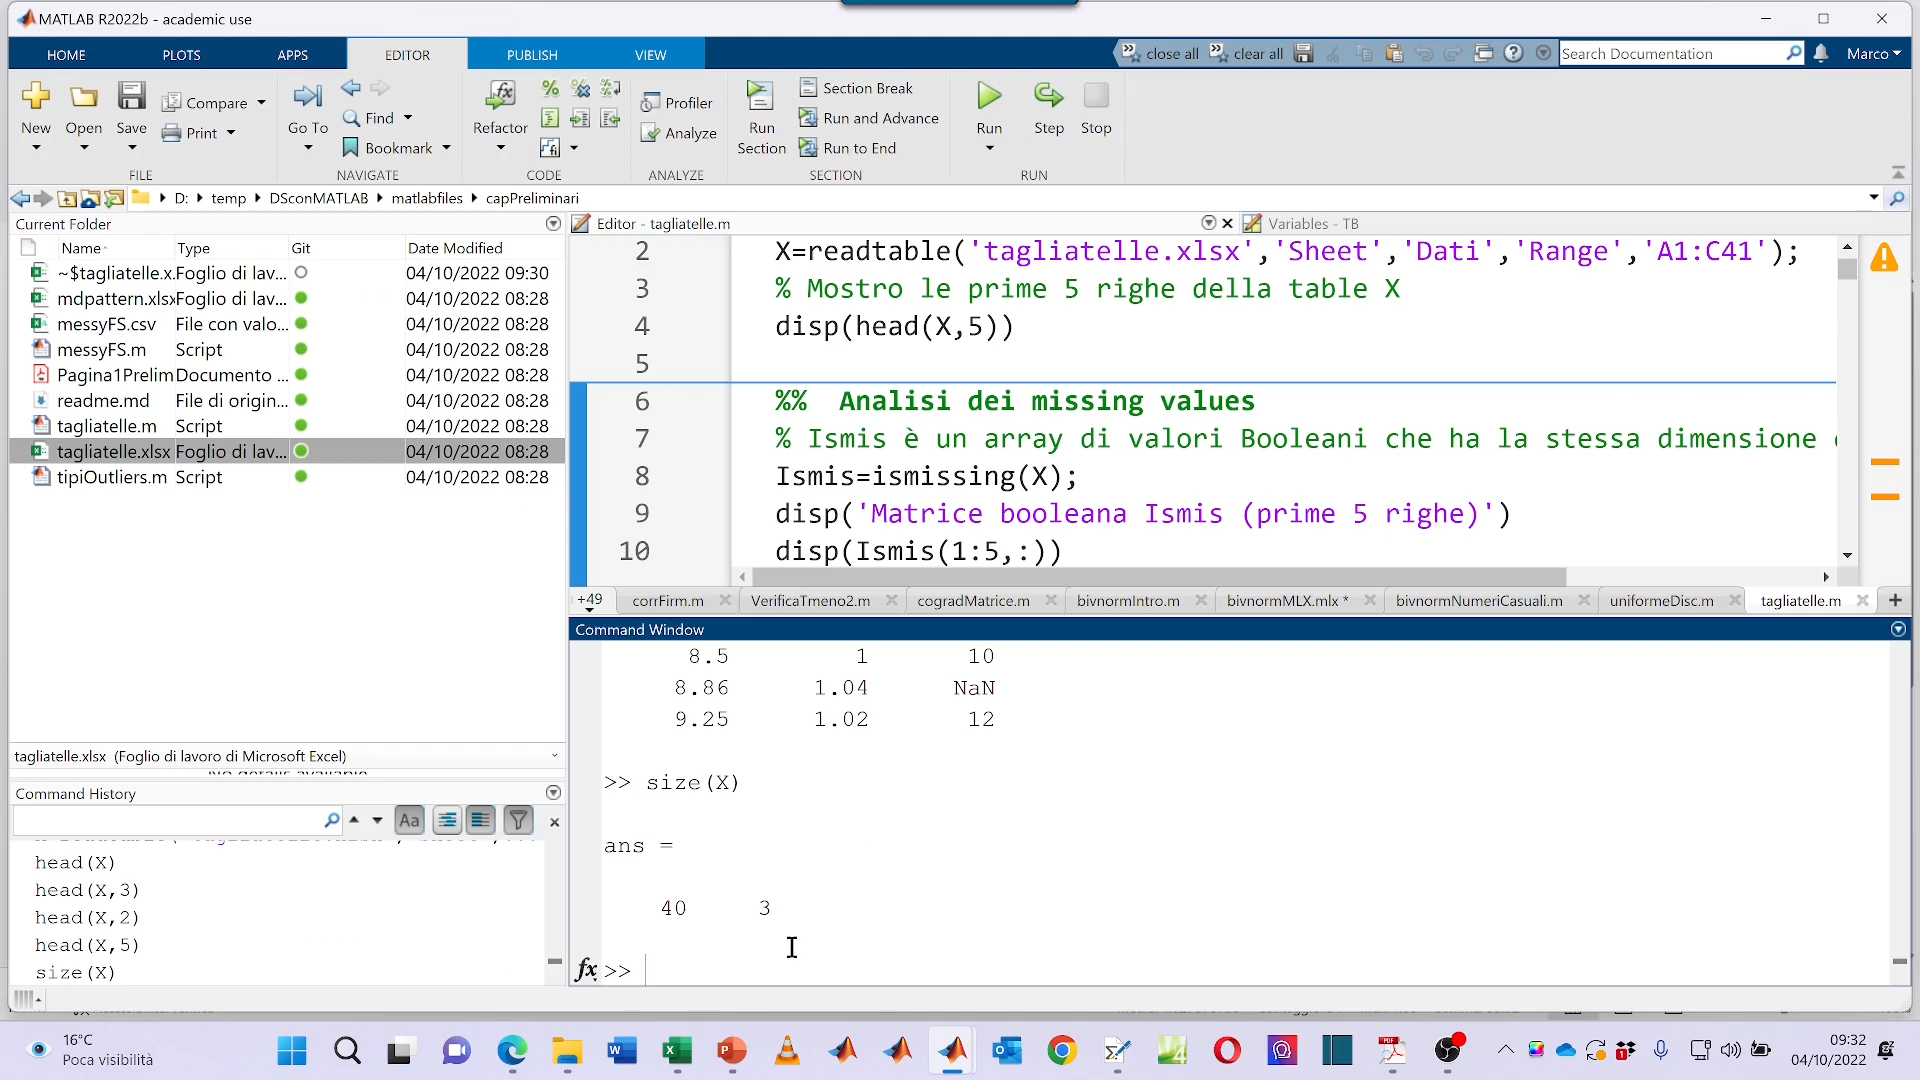 MATLAB R2022b - academic use
HOME PLOTS APPS EDITOR PUBLISH VIEW
close all clear all Search Documentation Marco
New Open Save Compare Print FILE
Go To Find Bookmark NAVIGATE
Refactor CODE
Profiler Analyze ANALYZE
Run Section Section Break Run and Advance Run to End SECTION
Run Step Stop RUN
D: temp DSconMATLAB matlabfiles capPreliminari
Current Folder
Name Type Git Date Modified
~$tagliatelle.x... Foglio di lav... 04/10/2022 09:30
mdpattern.xlsx Foglio di lav... 04/10/2022 08:28
messyFS.csv File con valo... 04/10/2022 08:28
messyFS.m Script 04/10/2022 08:28
Pagina1Prelim Documento ... 04/10/2022 08:28
readme.md File di origin... 04/10/2022 08:28
tagliatelle.m Script 04/10/2022 08:28
tagliatelle.xlsx Foglio di lav... 04/10/2022 08:28
tipiOutliers.m Script 04/10/2022 08:28
tagliatelle.xlsx (Foglio di lavoro di Microsoft Excel)
Command History
Aa
head(X)
head(X,3)
head(X,2)
head(X,5)
size(X)
Editor - tagliatelle.m Variables - TB
2 X=readtable('tagliatelle.xlsx','Sheet','Dati','Range','A1:C41');
3 % Mostro le prime 5 righe della table X
4 disp(head(X,5))
5
6 %% Analisi dei missing values
7 % Ismis è un array di valori Booleani che ha la stessa dimensione
8 Ismis=ismissing(X);
9 disp('Matrice booleana Ismis (prime 5 righe)')
10 disp(Ismis(1:5,:))
+49 corrFirm.m VerificaTmeno2.m cogradMatrice.m bivnormIntro.m bivnormMLX.mlx * bivnormNumeriCasuali.m uniformeDisc.m tagliatelle.m
Command Window
8.5 1 10
8.86 1.04 NaN
9.25 1.02 12
>> size(X)
ans =
40 3
fx >>
16°C
Poca visibilità
09:32
04/10/2022